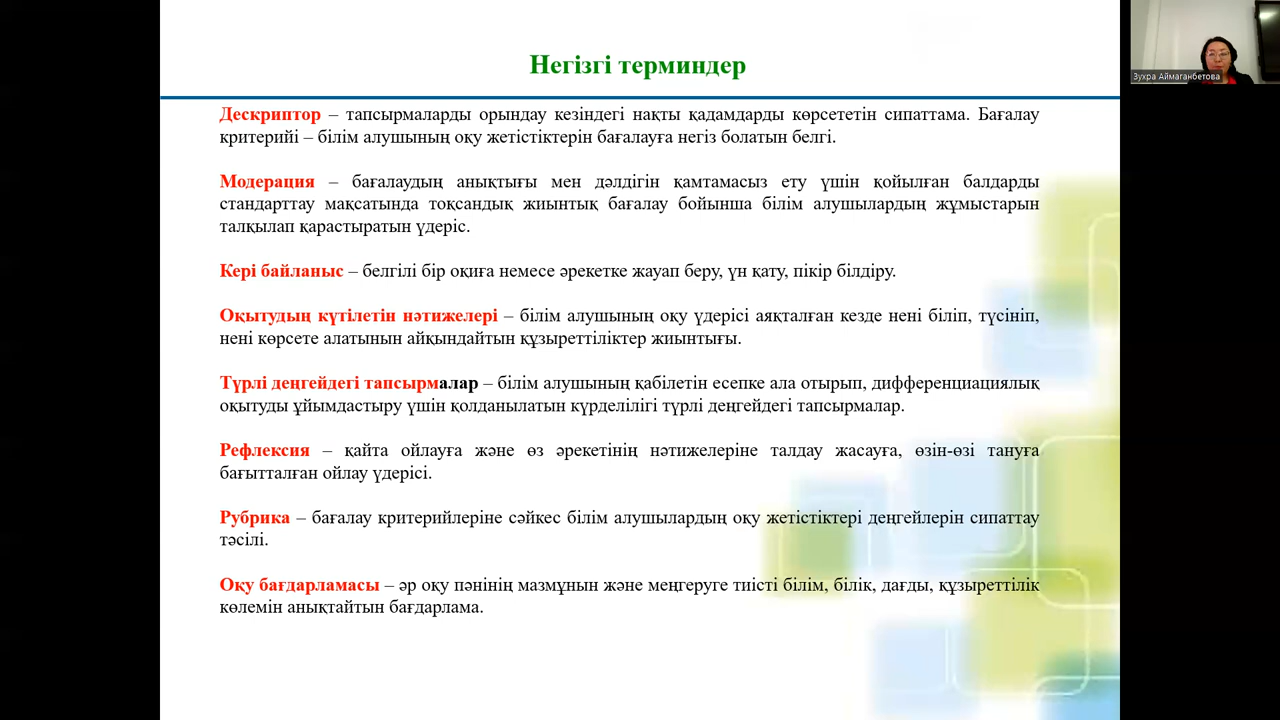 Негізгі терминдер
Зухра Аймаганбетова
Дескриптор – тапсырмаларды орындау кезіндегі нақты қадамдарды көрсететін сипаттама. Бағалау
критерийі – білім алушының оқу жетістіктерін бағалауға негіз болатын белгі.
Модерация – бағалаудың анықтығы мен дәлдігін қамтамасыз ету үшін қойылған балдарды
стандарттау мақсатында тоқсандық жиынтық бағалау бойынша білім алушылардың жұмыстарын
талқылап қарастыратын үдеріс.
Кері байланыс – белгілі бір оқиға немесе әрекетке жауап беру, үн қату, пікір білдіру.
Оқытудың күтілетін нәтижелері – білім алушының оқу үдерісі аяқталған кезде нені біліп, түсініп,
нені көрсете алатынын айқындайтын құзыреттіліктер жиынтығы.
Түрлі деңгейдегі тапсырмалар – білім алушының қабілетін есепке ала отырып, дифференциациялық
оқытуды ұйымдастыру үшін қолданылатын күрделілігі түрлі деңгейдегі тапсырмалар.
Рефлексия – қайта ойлауға және өз әрекетінің нәтижелеріне талдау жасауға, өзін-өзі тануға
бағытталған ойлау үдерісі.
Рубрика – бағалау критерийлеріне сәйкес білім алушылардың оқу жетістіктері деңгейлерін сипаттау
тәсілі.
Оқу бағдарламасы – әр оқу пәнінің мазмұнын және меңгеруге тиісті білім, білік, дағды, құзыреттілік
көлемін анықтайтын бағдарлама.